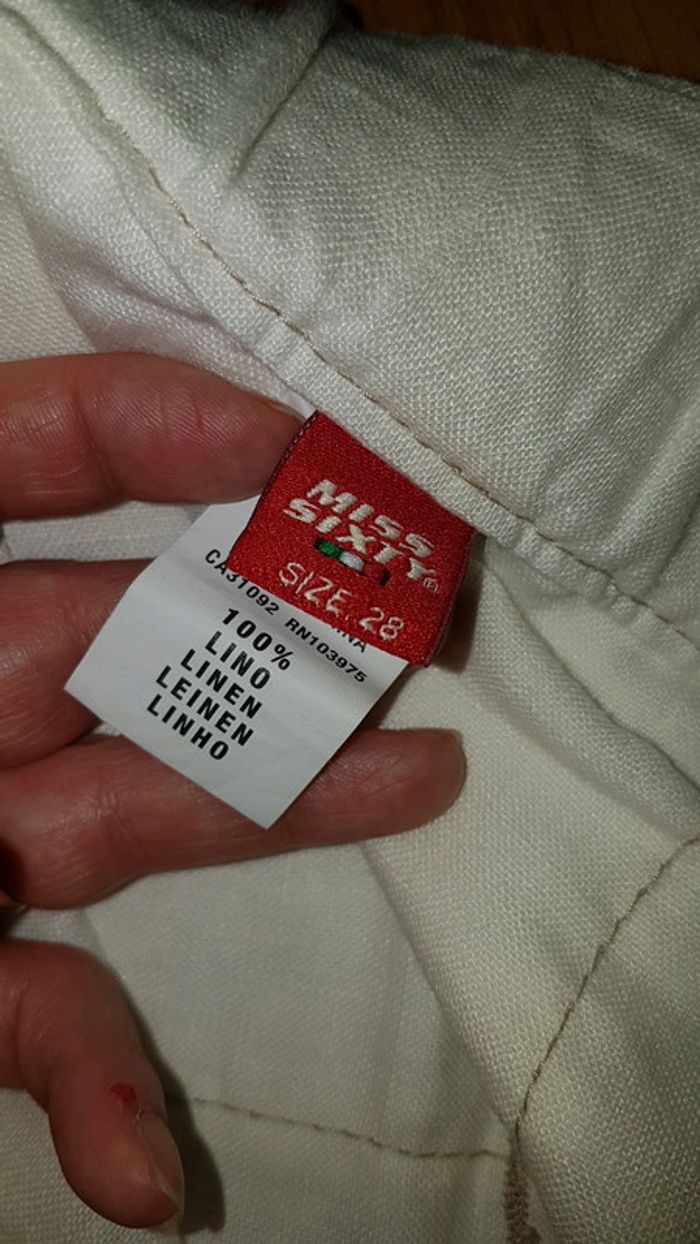 MISS
SIXTY®
SIZE 28
CA31092 RN103975
100%
LINO
LINEN
LEINEN
LINHO